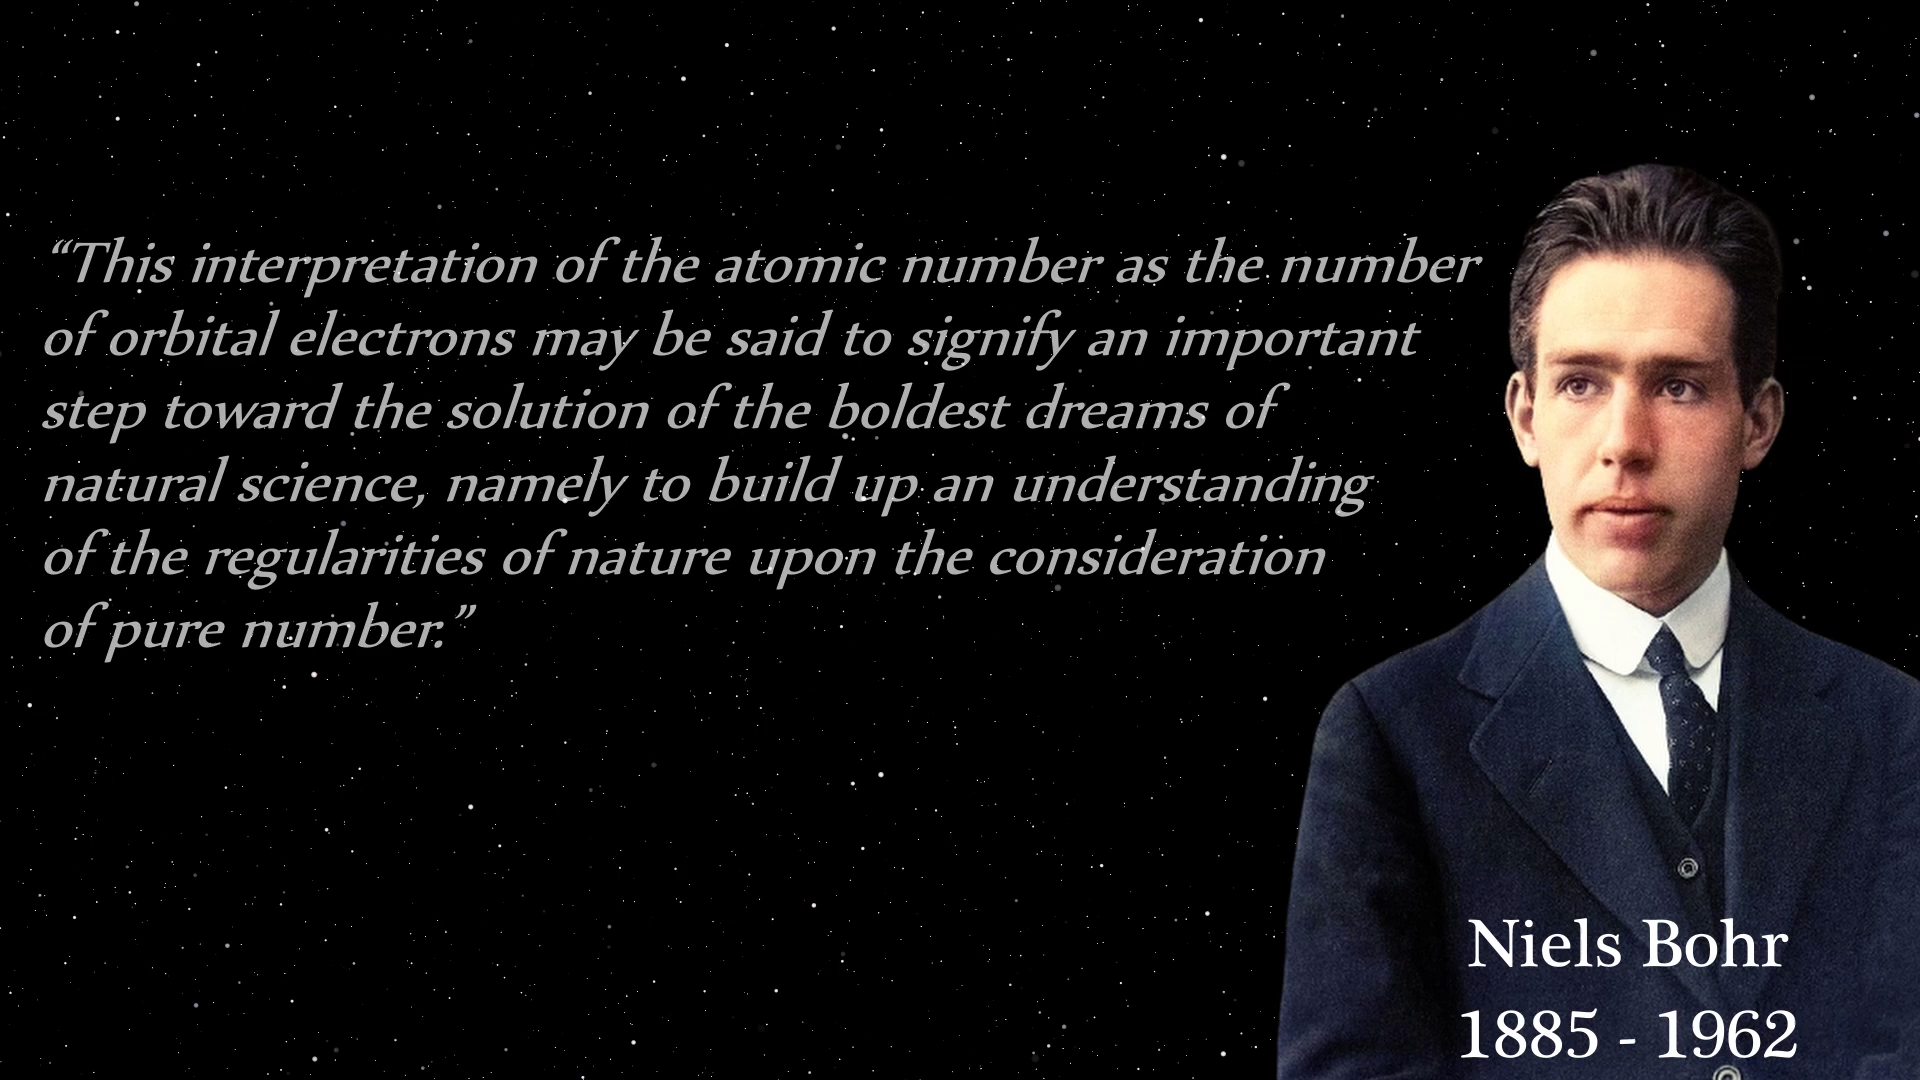 “This interpretation of the atomic number as the number
of orbital electrons may be said to signify an important
step toward the solution of the boldest dreams of
natural science, namely to build up an understanding
of the regularities of nature upon the consideration
of pure number.”
Niels Bohr
1885 - 1962